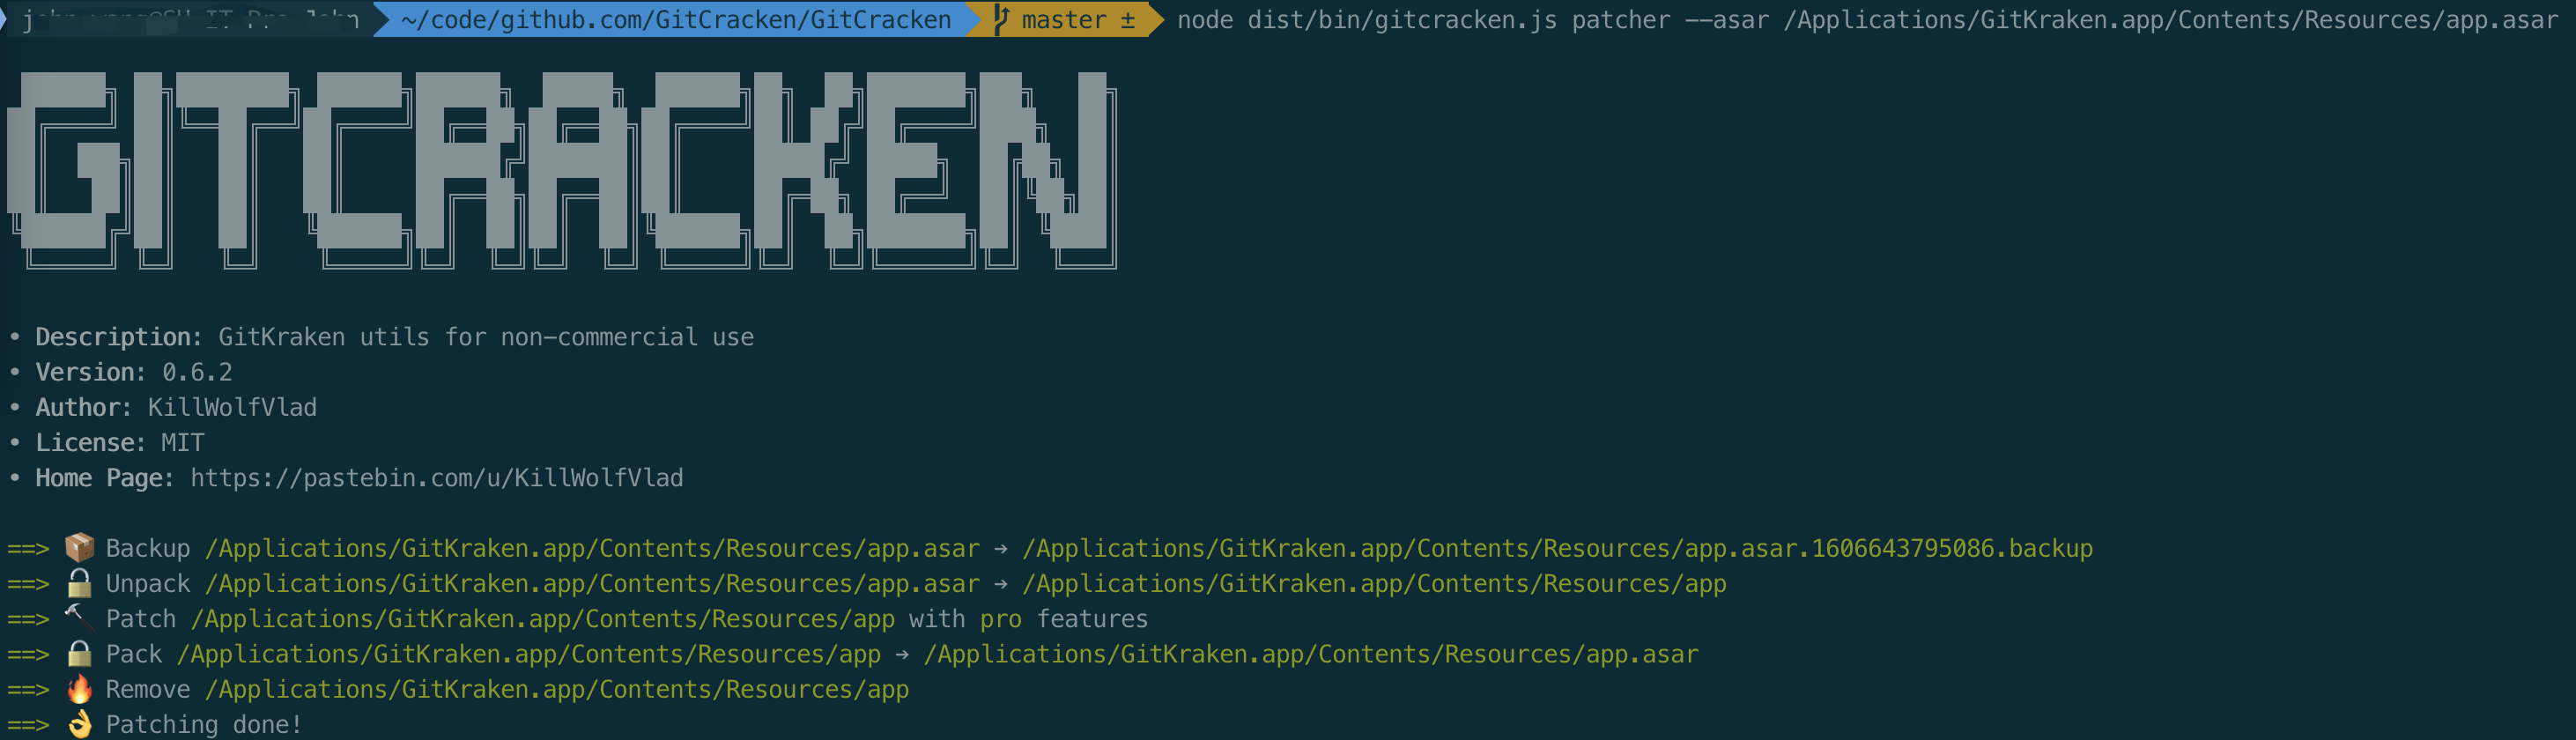 ~/code/github.com/GitCracken/GitCracken master ± node dist/bin/gitcracken.js patcher --asar /Applications/GitKraken.app/Contents/Resources/app.asar
GITCRACKEN
• Description: GitKraken utils for non-commercial use
• Version: 0.6.2
• Author: KillWolfVlad
• License: MIT
• Home Page: https://pastebin.com/u/KillWolfVlad
==> 📦 Backup /Applications/GitKraken.app/Contents/Resources/app.asar → /Applications/GitKraken.app/Contents/Resources/app.asar.1606643795086.backup
==> 🔓 Unpack /Applications/GitKraken.app/Contents/Resources/app.asar → /Applications/GitKraken.app/Contents/Resources/app
==> 🔨 Patch /Applications/GitKraken.app/Contents/Resources/app with pro features
==> 🔒 Pack /Applications/GitKraken.app/Contents/Resources/app → /Applications/GitKraken.app/Contents/Resources/app.asar
==> 🔥 Remove /Applications/GitKraken.app/Contents/Resources/app
==> 👌 Patching done!